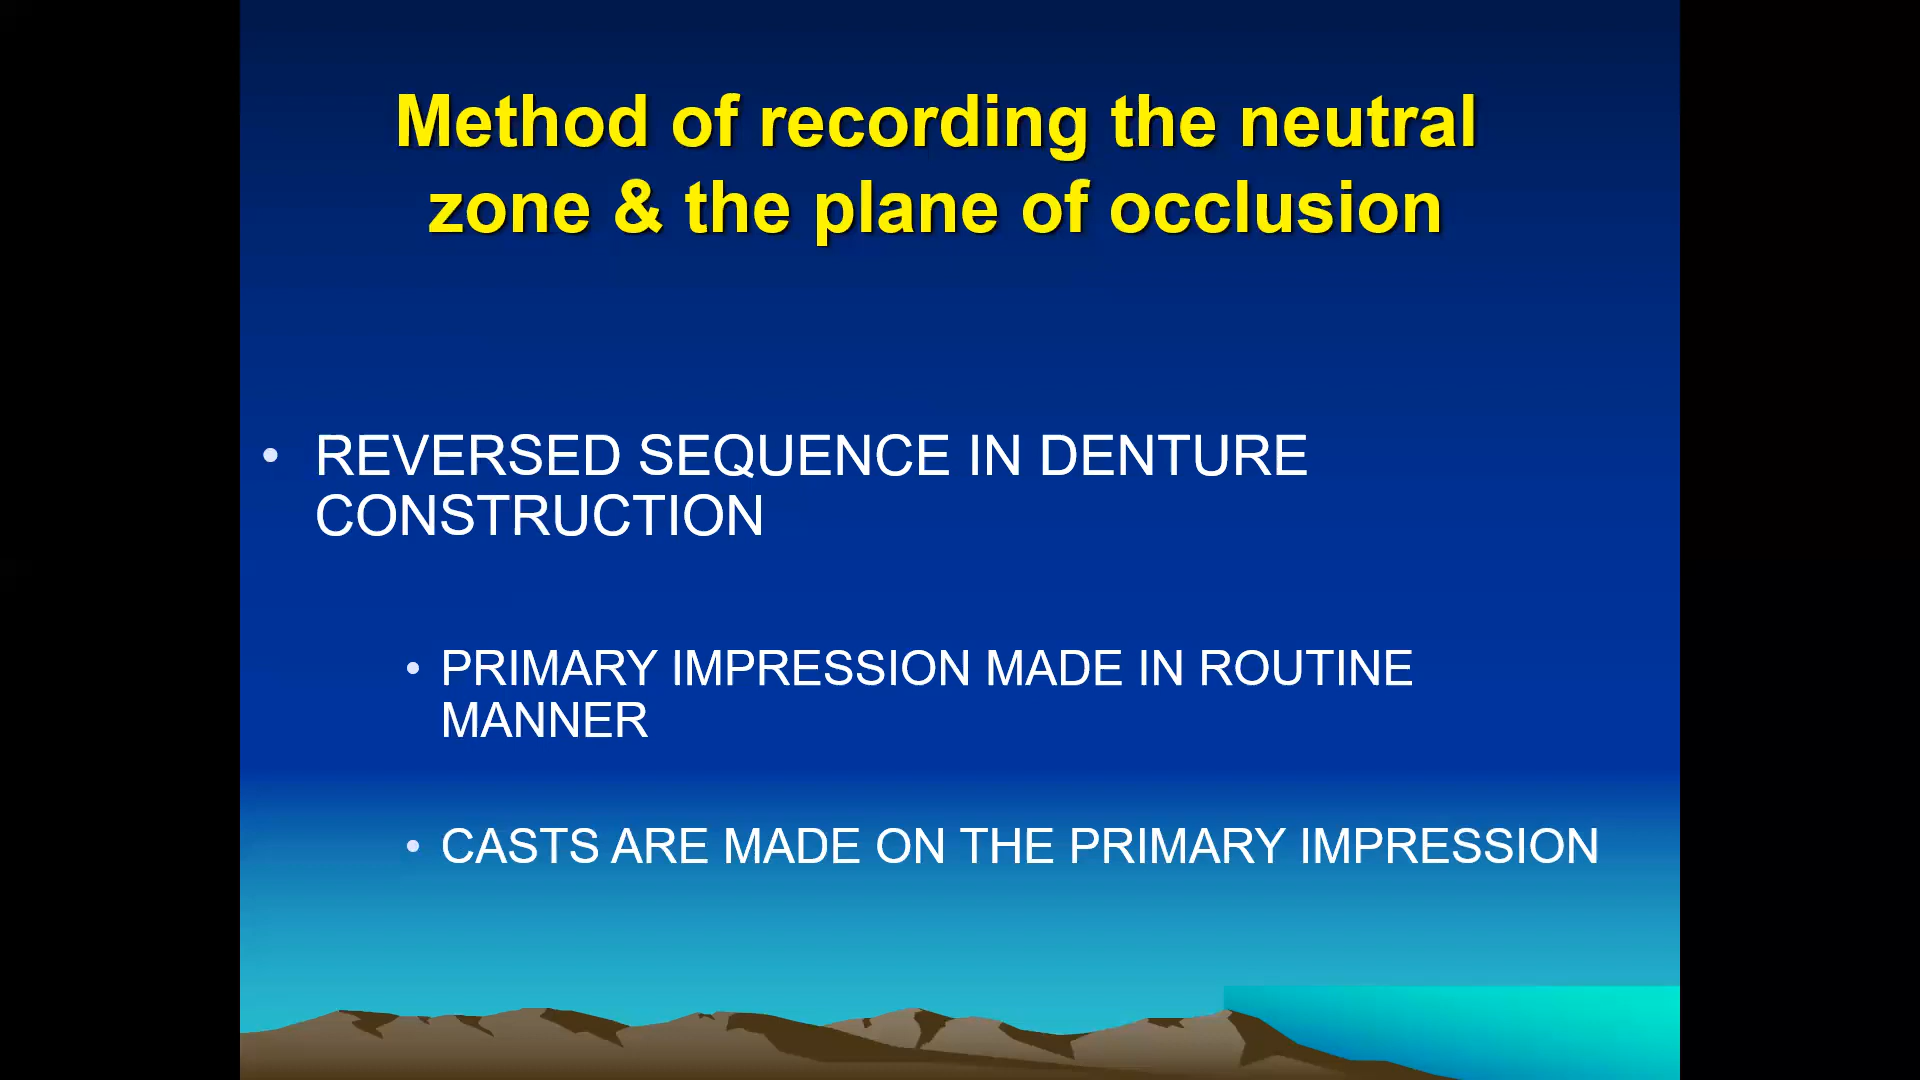 Method of recording the neutral
zone & the plane of occlusion
• REVERSED SEQUENCE IN DENTURE
CONSTRUCTION
• PRIMARY IMPRESSION MADE IN ROUTINE
MANNER
• CASTS ARE MADE ON THE PRIMARY IMPRESSION